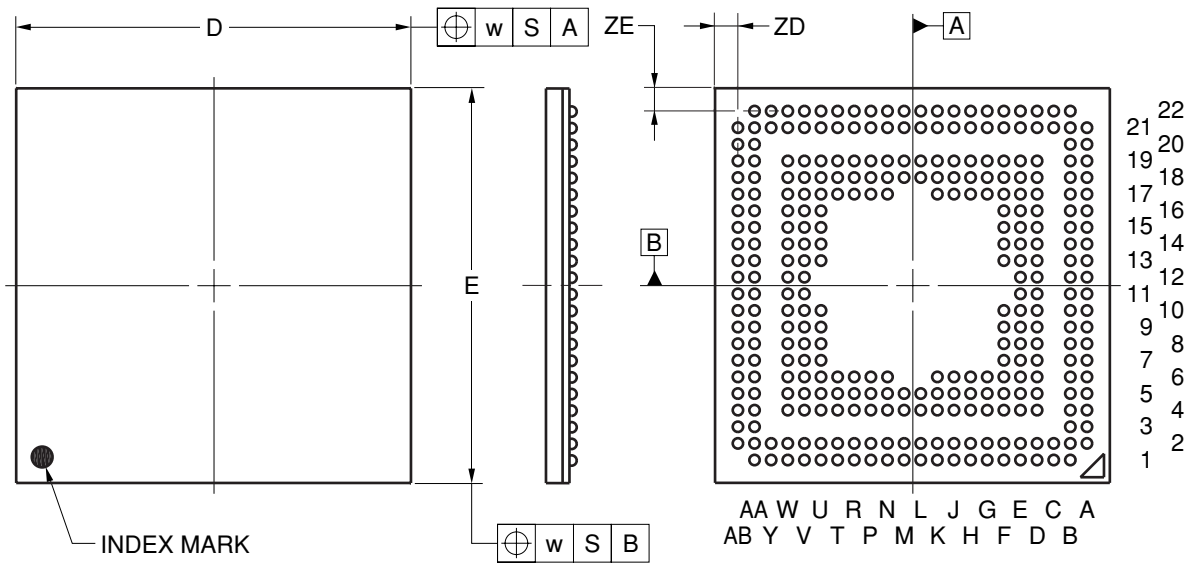 D
w S A
ZE
ZD
A
22
21
20
19
18
17
16
15
B
14
13
12
E
11
10
9
8
7
6
5
4
3
2
1
AA W U R N L J G E C A
AB Y V T P M K H F D B
INDEX MARK
w S B